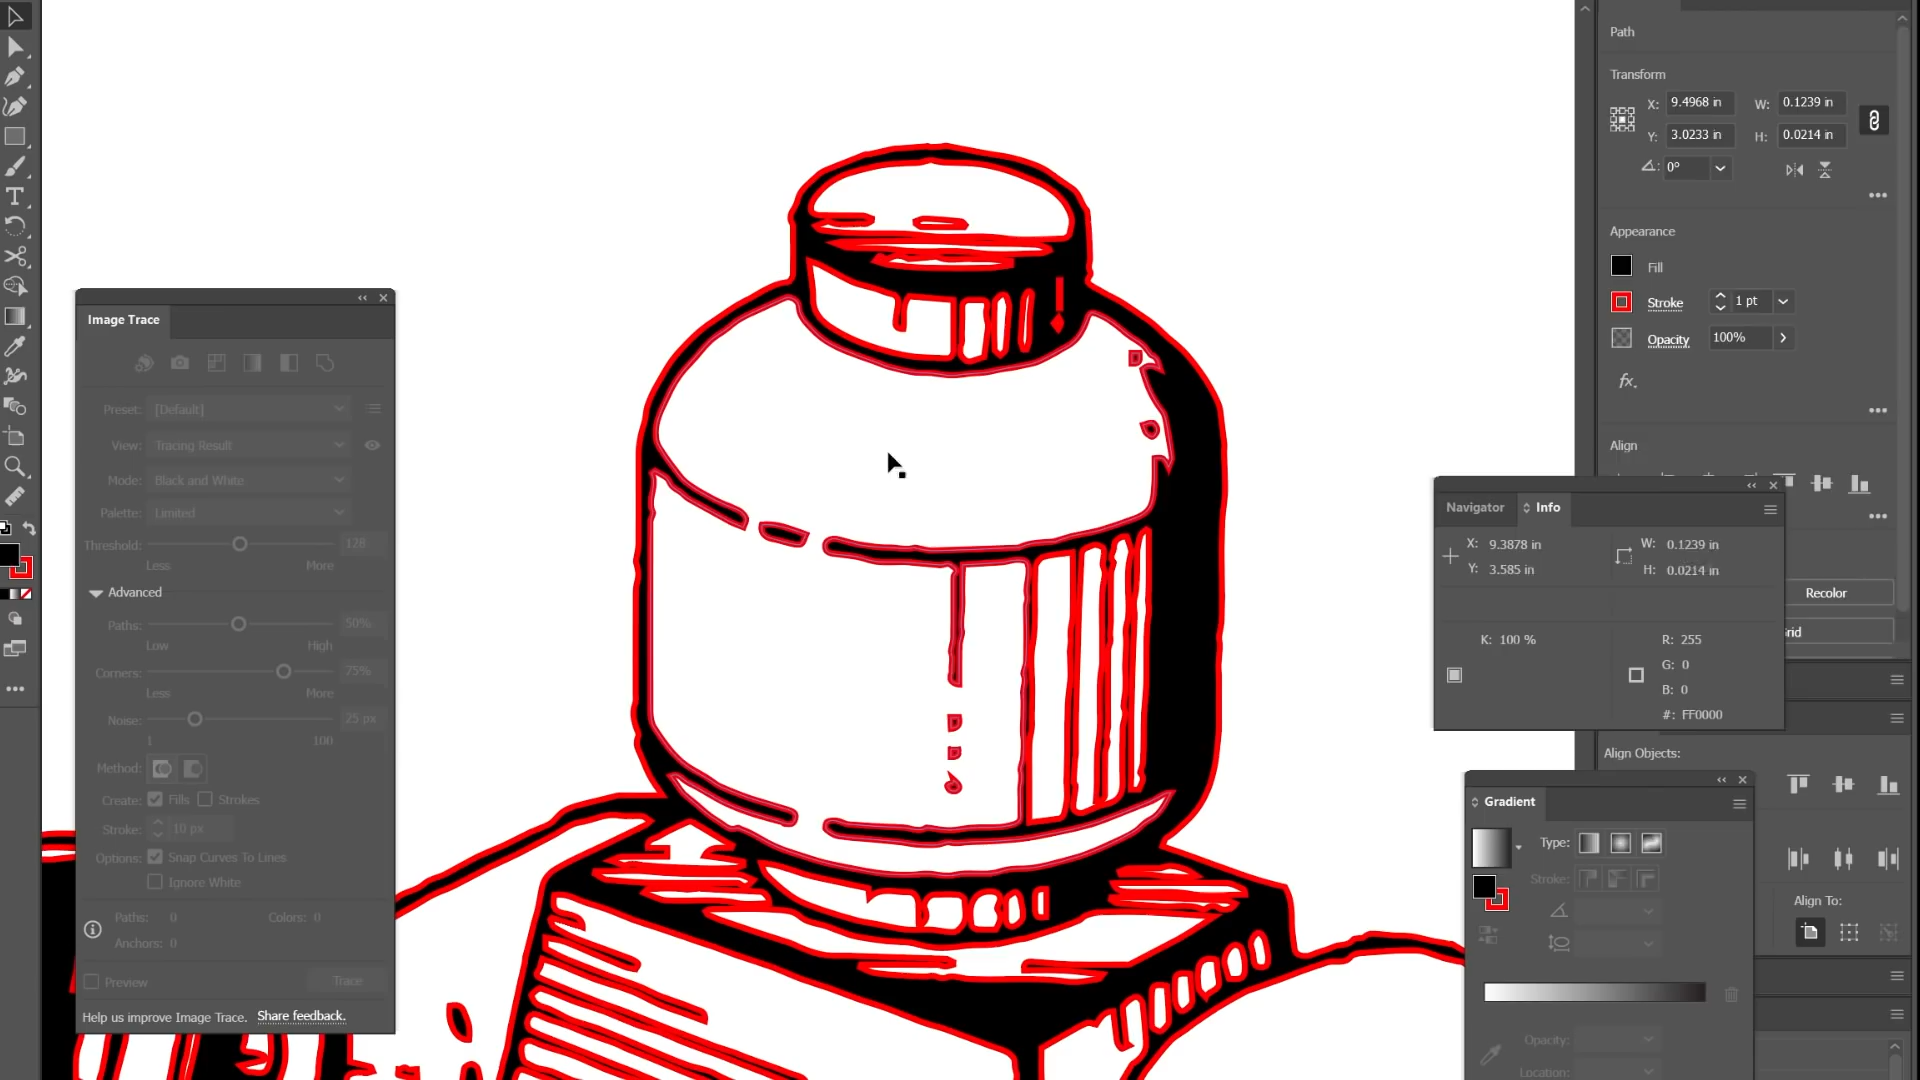 Path
Transform
X: 9.4968 in W: 0.1239 in
Y: 3.0233 in H: 0.0214 in
0°
Appearance
Fill
Stroke 1 pt
Opacity 100%
fx.
Align
Image Trace
Preset: [Default]
View: Tracing Result
Mode: Black and White
Palette: Limited
Threshold: 128
Less More
Advanced
Paths: 50%
Low High
Corners: 75%
Less More
Noise: 25 px
1 100
Method:
Create: Fills Strokes
Stroke: 10 px
Options: Snap Curves To Lines
Ignore White
Paths: 0 Colors: 0
Anchors: 0
Preview Trace
Help us improve Image Trace. Share feedback.
Navigator Info
X: 9.3878 in W: 0.1239 in
Y: 3.585 in H: 0.0214 in
K: 100 % R: 255
G: 0
B: 0
#: FF0000
Recolor
rid
Align Objects:
Gradient
Type:
Stroke:
Align To:
Opacity:
Location: